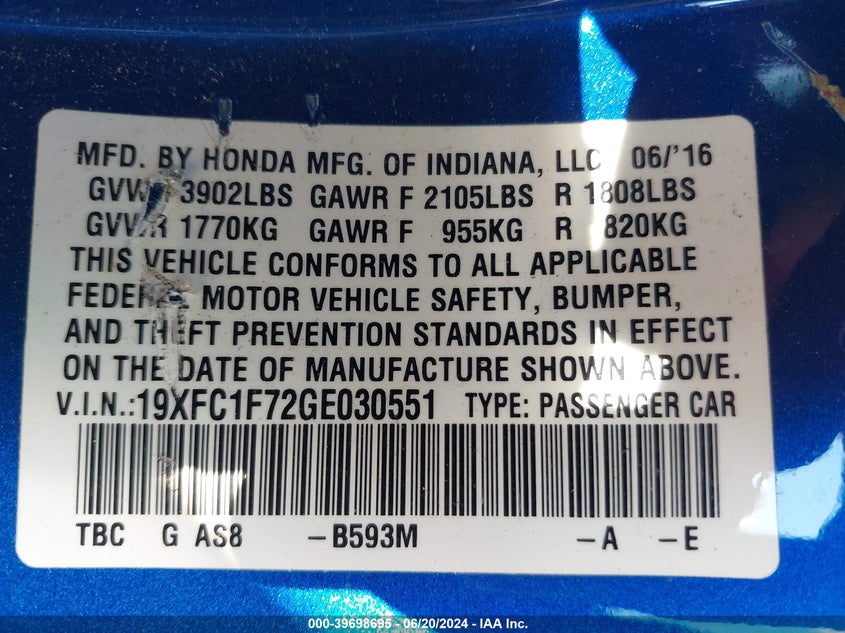 MFD. BY HONDA MFG. OF INDIANA, LLC 06/'16
GVWR 3902LBS GAWR F 2105LBS R 1808LBS
GVWR 1770KG GAWR F 955KG R 820KG
THIS VEHICLE CONFORMS TO ALL APPLICABLE
FEDERAL MOTOR VEHICLE SAFETY, BUMPER,
AND THEFT PREVENTION STANDARDS IN EFFECT
ON THE DATE OF MANUFACTURE SHOWN ABOVE.
V.I.N.:19XFC1F72GE030551 TYPE: PASSENGER CAR
TBC G AS8 -B593M -A -E
000-39698695 - 06/20/2024 - IAA Inc.